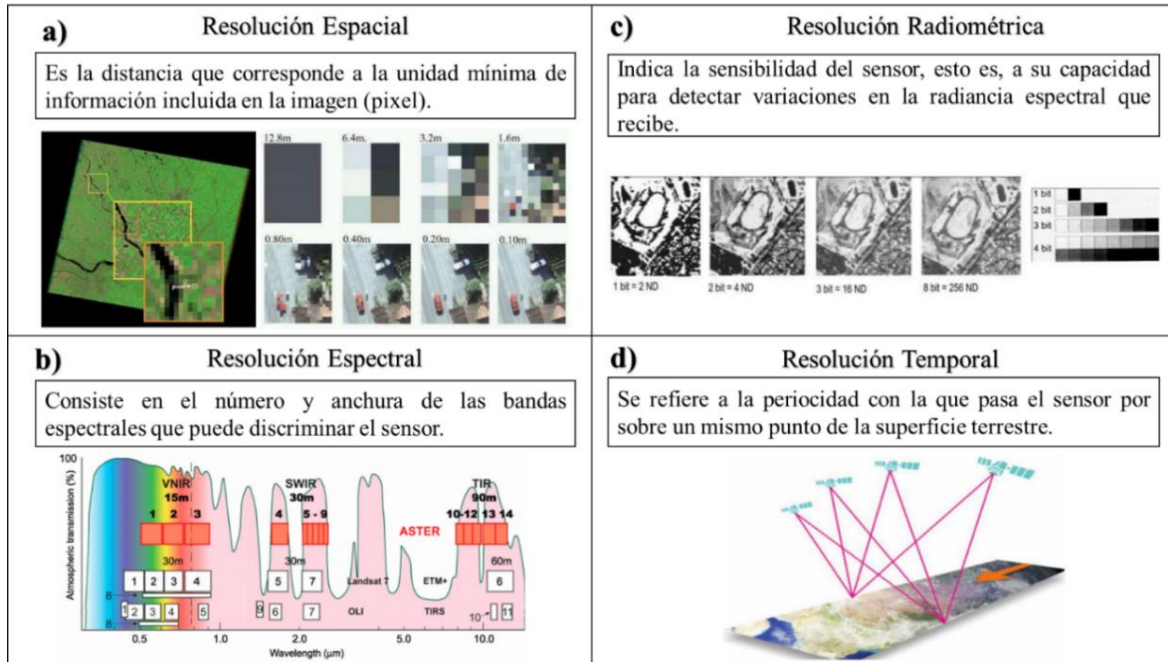 a)
Resolución Espacial
Es la distancia que corresponde a la unidad mínima de
información incluida en la imagen (pixel).
12.8m
6.4m.
3.2m
1.6m
0.80m
0.40m
0.20m
0.10m
c)
Resolución Radiométrica
Indica la sensibilidad del sensor, esto es, a su capacidad
para detectar variaciones en la radiancia espectral que
recibe.
1 bit
2 bit
3 bit
4 bit
1 bit = 2 ND
2 bit = 4 ND
3 bit = 16 ND
8 bit = 256 ND
b)
Resolución Espectral
Consiste en el número y anchura de las bandas
espectrales que puede discriminar el sensor.
Atmospheric transmission (%)
100
VNIR
SWIR
TIR
15m
30m
90m
1 2 3 4 5 - 9 10-12 13 14
ASTER
30m
30m
60m
1 2 3 4 5 7 Landsat 7 ETM+ 6
8
1 2 3 4 5 9 6 7 OLI TIRS 10 11
8
0.5 1.0 2.0 5.0 10.0
Wavelength (μm)
d)
Resolución Temporal
Se refiere a la periocidad con la que pasa el sensor por
sobre un mismo punto de la superficie terrestre.